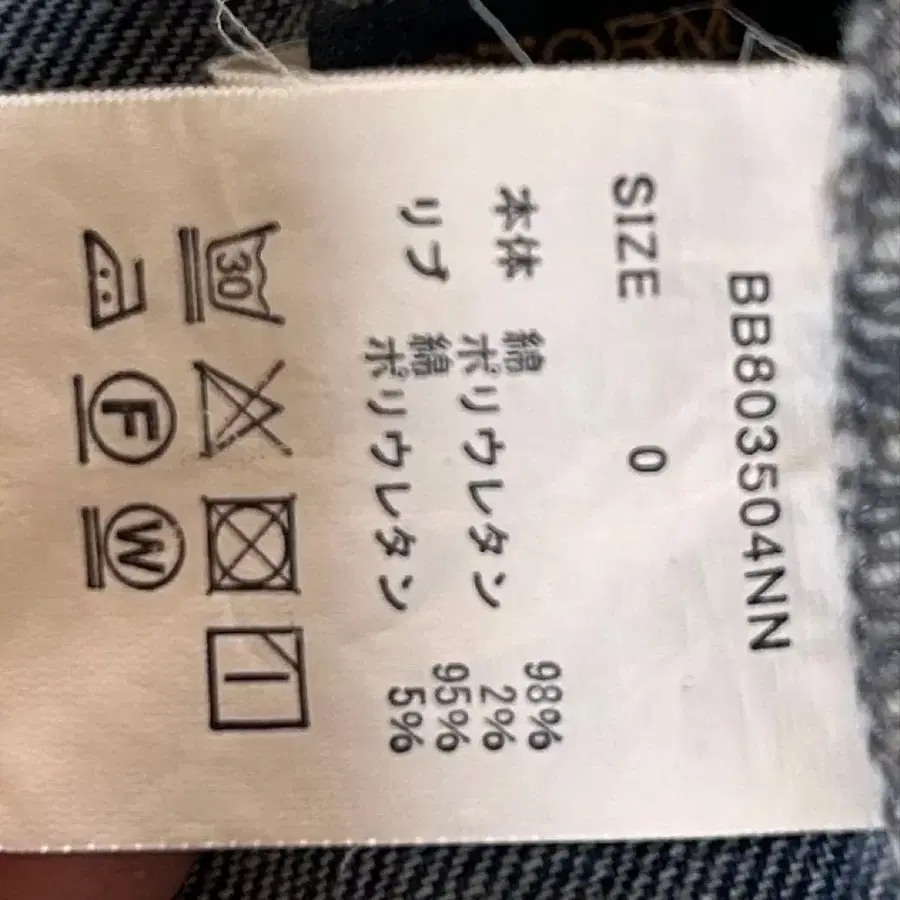 BB803504NN
SIZE 0
本体 綿 98%
ポリウレタン 2%
リブ 綿 95%
ポリウレタン 5%
30
F W